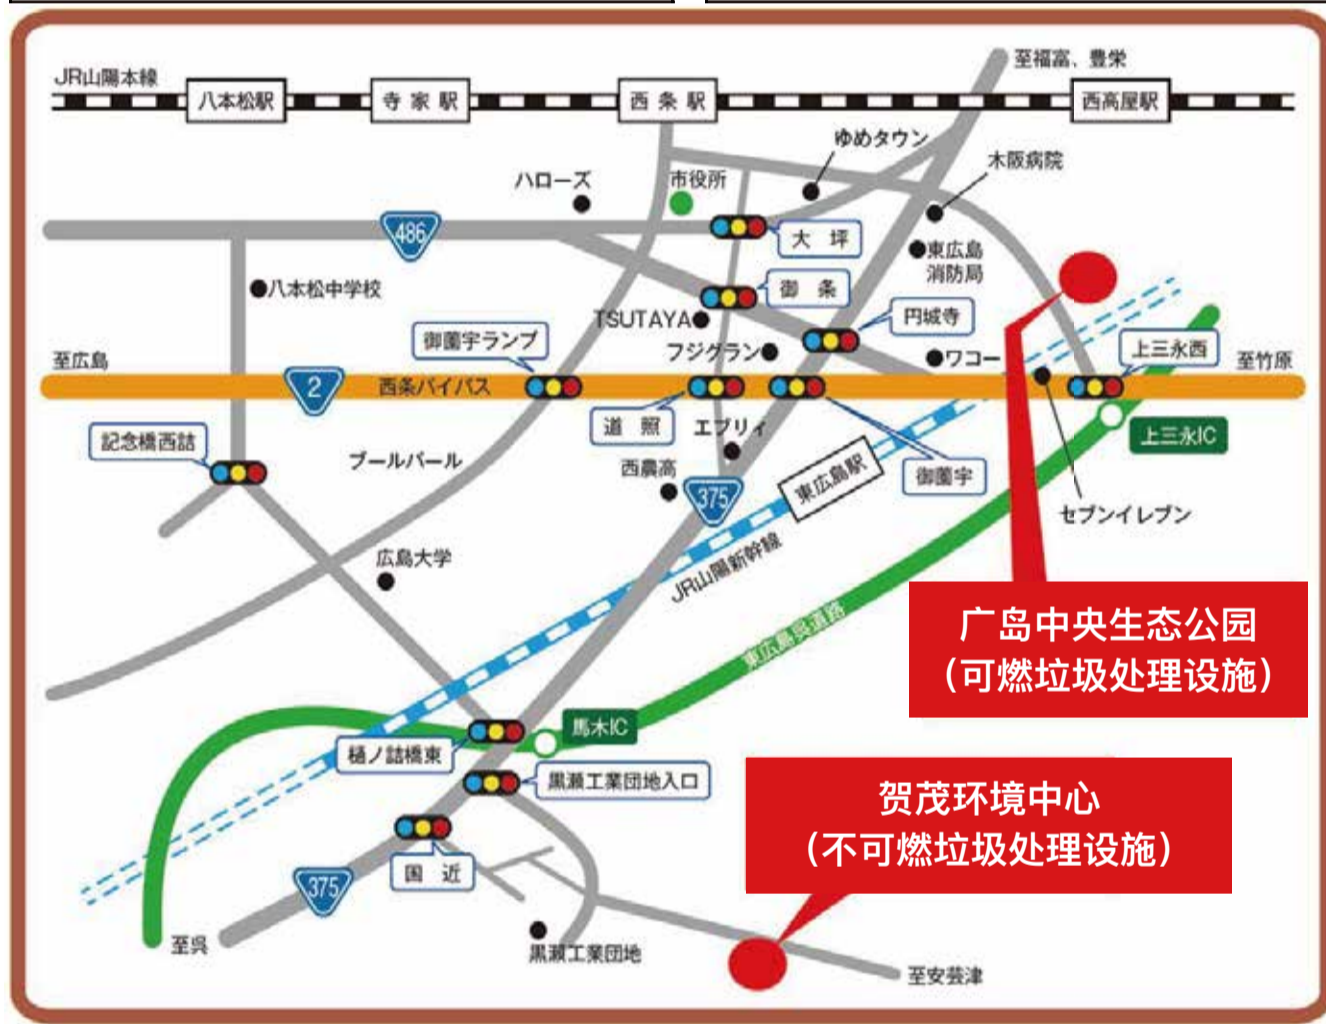 至福富、豊栄
JR山陽本線
八本松駅
寺家駅
西条駅
西高屋駅
ゆめタウン
木阪病院
ハローズ
市役所
486
大坪
東広島
消防局
八本松中学校
御条
TSUTAYA
円城寺
御薗宇ランプ
フジグラン
ワコー
上三永西
至広島
至竹原
2
西条バイパス
道照
エブリィ
記念橋西詰
ブールバール
西農高
375
東広島駅
御薗宇
上三永IC
セブンイレブン
広島大学
JR山陽新幹線
東広島呉道路
广岛中央生态公园
（可燃垃圾处理设施）
馬木IC
樋ノ詰橋東
黒瀬工業団地入口
贺茂环境中心
（不可燃垃圾处理设施）
国近
375
至呉
黒瀬工業団地
至安芸津